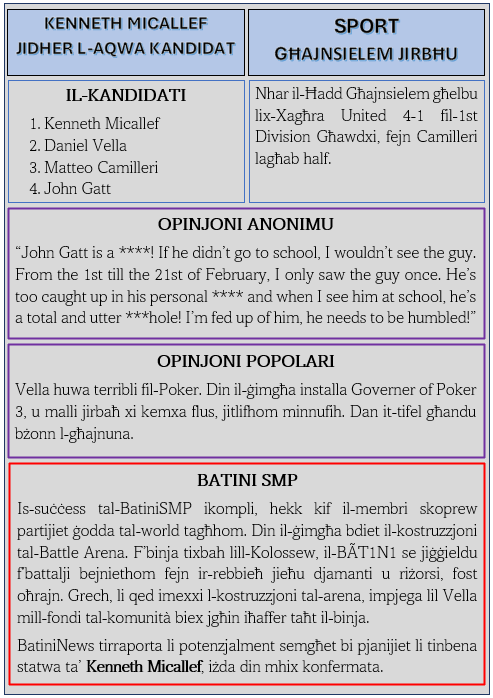 KENNETH MICALLEF
JIDHER L-AQWA KANDIDAT
SPORT
GĦAJNSIELEM JIRBĦU
IL-KANDIDATI
1. Kenneth Micallef
2. Daniel Vella
3. Matteo Camilleri
4. John Gatt
Nhar il-Ħadd Għajnsielem għelbu
lix-Xagħra United 4-1 fil-1st
Division Għawdxi, fejn Camilleri
lagħab half.
OPINJONI ANONIMU
“John Gatt is a ****! If he didn’t go to school, I wouldn’t see the guy.
From the 1st till the 21st of February, I only saw the guy once. He’s
too caught up in his personal **** and when I see him at school, he’s
a total and utter ***hole! I’m fed up of him, he needs to be humbled!”
OPINJONI POPOLARI
Vella huwa terribli fil-Poker. Din il-ġimgħa installa Governer of Poker
3, u malli jirbaħ xi kemxa flus, jitlifhom minnufih. Dan it-tifel għandu
bżonn l-għajnuna.
BATINI SMP
Is-suċċess tal-BatiniSMP ikompli, hekk kif il-membri skoprew
partijiet ġodda tal-world tagħhom. Din il-ġimgħa bdiet il-kostruzzjoni
tal-Battle Arena. F’binja tixbah lill-Kolossew, il-BÃT1N1 se jiġġieldu
f’battalji bejniethom fejn ir-rebbieħ jieħu djamanti u riżorsi, fost
oħrajn. Grech, li qed imexxi l-kostruzzjoni tal-arena, impjega lil Vella
mill-fondi tal-komunità biex jgħin iħaffer taħt il-binja.
BatiniNews tirraporta li potenzjalment semgħet bi pjanijiet li tinbena
statwa ta’ Kenneth Micallef, iżda din mhix konfermata.